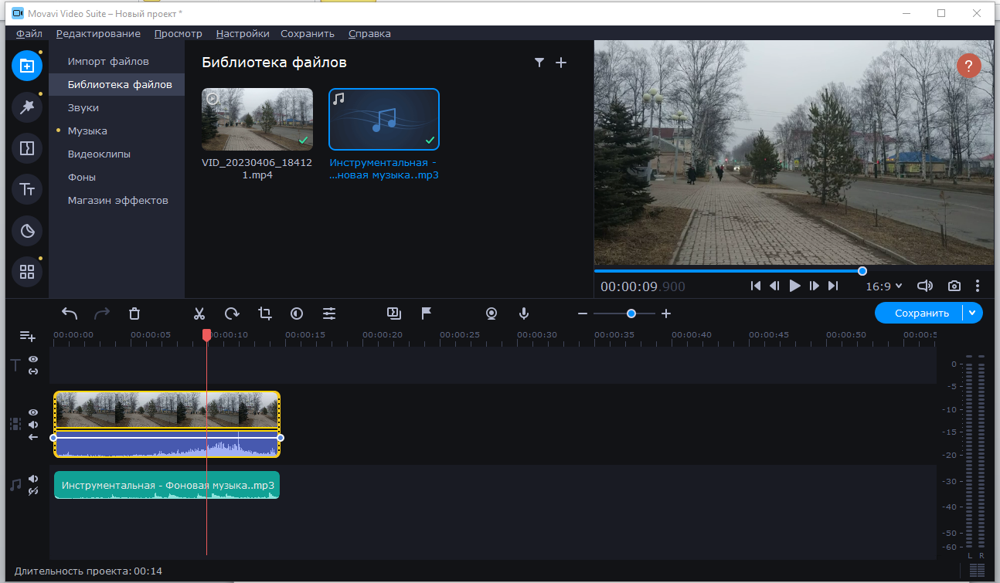 Movavi Video Suite – Новый проект *
Файл Редактирование Просмотр Настройки Сохранить Справка
Импорт файлов
Библиотека файлов
Звуки
Музыка
Видеоклипы
Фоны
Магазин эффектов
Библиотека файлов
VID_20230406_18412
1.mp4
Инструментальная -
...новая музыка..mp3
?
00:00:09.900
16:9
Сохранить
00:00:00 00:00:05 00:00:10 00:00:15 00:00:20 00:00:25 00:00:30 00:00:35 00:00:40 00:00:45 00:00:50 00:00:5
Инструментальная - Фоновая музыка..mp3
0
-5
-10
-15
-20
-30
-40
-50
-60
L R
Длительность проекта: 00:14